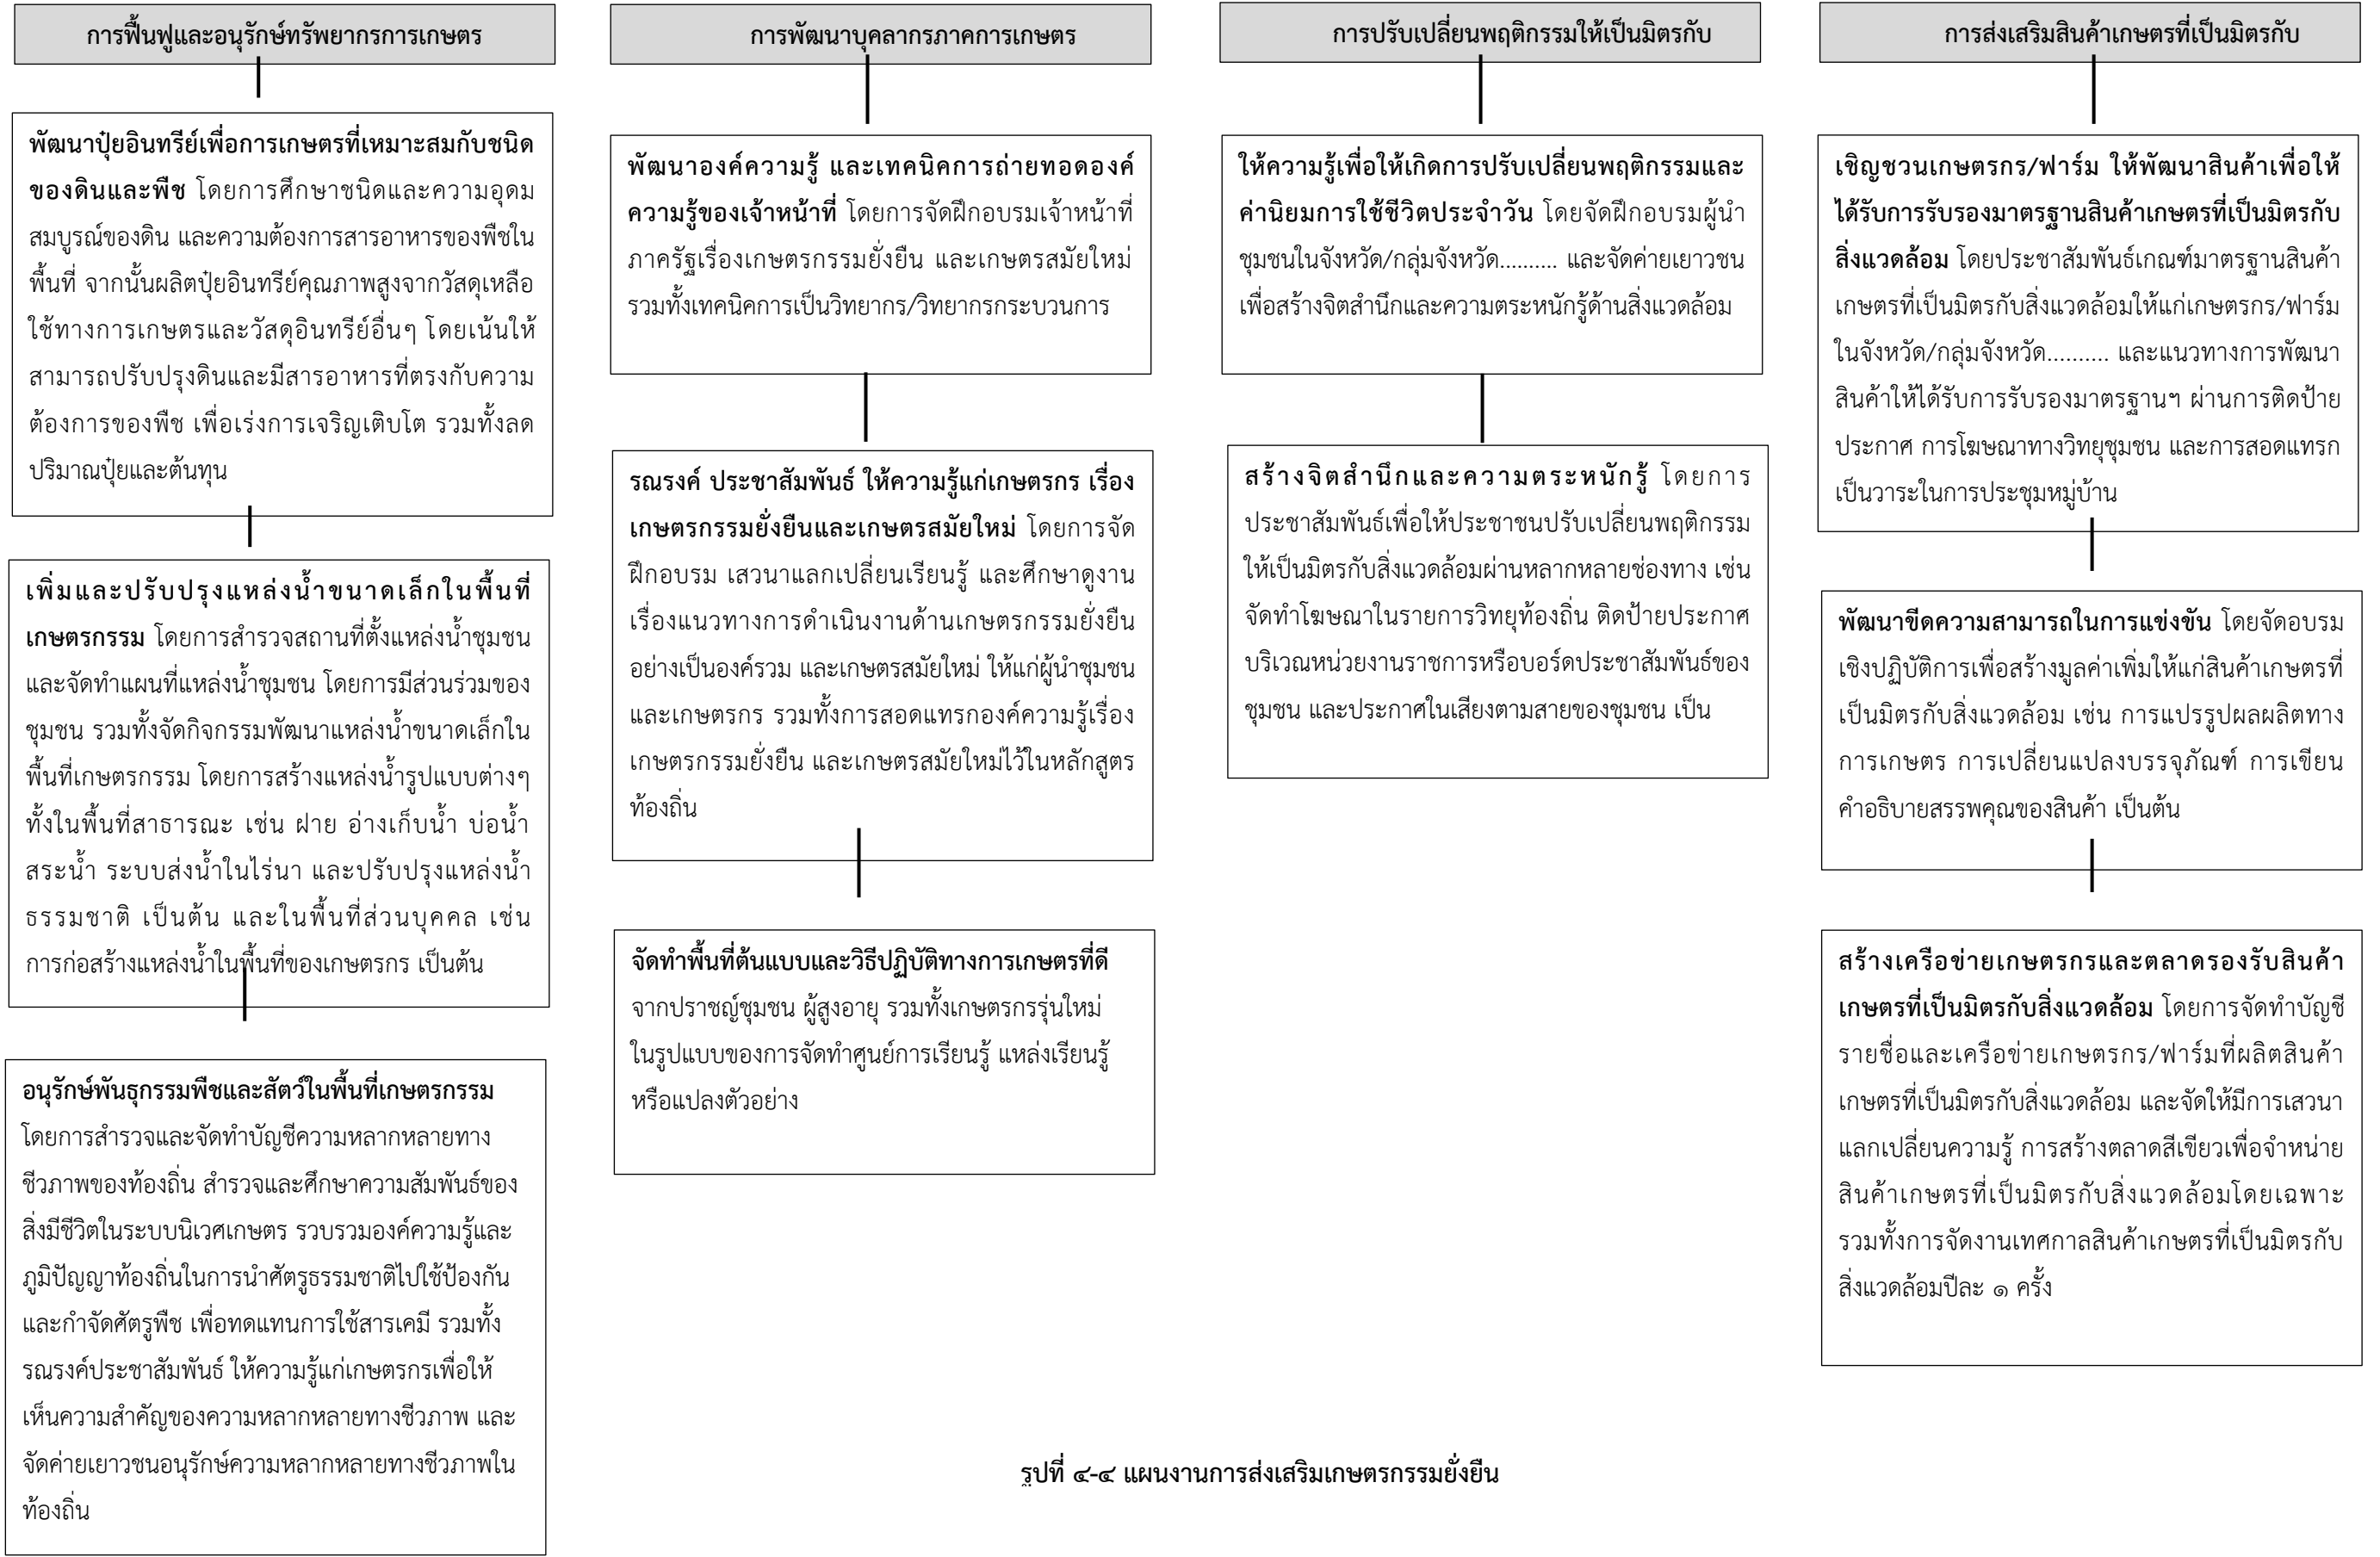 การฟื้นฟูและอนุรักษ์ทรัพยากรการเกษตร
พัฒนาปุ๋ยอินทรีย์เพื่อการเกษตรที่เหมาะสมกับชนิด
ของดินและพืช โดยการศึกษาชนิดและความอุดม
สมบูรณ์ของดิน และความต้องการสารอาหารของพืชใน
พื้นที่ จากนั้นผลิตปุ๋ยอินทรีย์คุณภาพสูงจากวัสดุเหลือ
ใช้ทางการเกษตรและวัสดุอินทรีย์อื่นๆ โดยเน้นให้
สามารถปรับปรุงดินและมีสารอาหารที่ตรงกับความ
ต้องการของพืช เพื่อเร่งการเจริญเติบโต รวมทั้งลด
ปริมาณปุ๋ยและต้นทุน
เพิ่มและปรับปรุงแหล่งน้ำขนาดเล็กในพื้นที่
เกษตรกรรม โดยการสำรวจสถานที่ตั้งแหล่งน้ำชุมชน
และจัดทำแผนที่แหล่งน้ำชุมชน โดยการมีส่วนร่วมของ
ชุมชน รวมทั้งจัดกิจกรรมพัฒนาแหล่งน้ำขนาดเล็กใน
พื้นที่เกษตรกรรม โดยการสร้างแหล่งน้ำรูปแบบต่างๆ
ทั้งในพื้นที่สาธารณะ เช่น ฝาย อ่างเก็บน้ำ บ่อน้ำ
สระน้ำ ระบบส่งน้ำในไร่นา และปรับปรุงแหล่งน้ำ
ธรรมชาติ เป็นต้น และในพื้นที่ส่วนบุคคล เช่น
การก่อสร้างแหล่งน้ำในพื้นที่ของเกษตรกร เป็นต้น
อนุรักษ์พันธุกรรมพืชและสัตว์ในพื้นที่เกษตรกรรม
โดยการสำรวจและจัดทำบัญชีความหลากหลายทาง
ชีวภาพของท้องถิ่น สำรวจและศึกษาความสัมพันธ์ของ
สิ่งมีชีวิตในระบบนิเวศเกษตร รวบรวมองค์ความรู้และ
ภูมิปัญญาท้องถิ่นในการนำศัตรูธรรมชาติไปใช้ป้องกัน
และกำจัดศัตรูพืช เพื่อทดแทนการใช้สารเคมี รวมทั้ง
รณรงค์ประชาสัมพันธ์ ให้ความรู้แก่เกษตรกรเพื่อให้
เห็นความสำคัญของความหลากหลายทางชีวภาพ และ
จัดค่ายเยาวชนอนุรักษ์ความหลากหลายทางชีวภาพใน
ท้องถิ่น
การพัฒนาบุคลากรภาคการเกษตร
พัฒนาองค์ความรู้ และเทคนิคการถ่ายทอดองค์
ความรู้ของเจ้าหน้าที่ โดยการจัดฝึกอบรมเจ้าหน้าที่
ภาครัฐเรื่องเกษตรกรรมยั่งยืน และเกษตรสมัยใหม่
รวมทั้งเทคนิคการเป็นวิทยากร/วิทยากรกระบวนการ
รณรงค์ ประชาสัมพันธ์ ให้ความรู้แก่เกษตรกร เรื่อง
เกษตรกรรมยั่งยืนและเกษตรสมัยใหม่ โดยการจัด
ฝึกอบรม เสวนาแลกเปลี่ยนเรียนรู้ และศึกษาดูงาน
เรื่องแนวทางการดำเนินงานด้านเกษตรกรรมยั่งยืน
อย่างเป็นองค์รวม และเกษตรสมัยใหม่ ให้แก่ผู้นำชุมชน
และเกษตรกร รวมทั้งการสอดแทรกองค์ความรู้เรื่อง
เกษตรกรรมยั่งยืน และเกษตรสมัยใหม่ไว้ในหลักสูตร
ท้องถิ่น
จัดทำพื้นที่ต้นแบบและวิธีปฏิบัติทางการเกษตรที่ดี
จากปราชญ์ชุมชน ผู้สูงอายุ รวมทั้งเกษตรกรรุ่นใหม่
ในรูปแบบของการจัดทำศูนย์การเรียนรู้ แหล่งเรียนรู้
หรือแปลงตัวอย่าง
การปรับเปลี่ยนพฤติกรรมให้เป็นมิตรกับ
ให้ความรู้เพื่อให้เกิดการปรับเปลี่ยนพฤติกรรมและ
ค่านิยมการใช้ชีวิตประจำวัน โดยจัดฝึกอบรมผู้นำ
ชุมชนในจังหวัด/กลุ่มจังหวัด.......... และจัดค่ายเยาวชน
เพื่อสร้างจิตสำนึกและความตระหนักรู้ด้านสิ่งแวดล้อม
สร้างจิตสำนึกและความตระหนักรู้ โดยการ
ประชาสัมพันธ์เพื่อให้ประชาชนปรับเปลี่ยนพฤติกรรม
ให้เป็นมิตรกับสิ่งแวดล้อมผ่านหลากหลายช่องทาง เช่น
จัดทำโฆษณาในรายการวิทยุท้องถิ่น ติดป้ายประกาศ
บริเวณหน่วยงานราชการหรือบอร์ดประชาสัมพันธ์ของ
ชุมชน และประกาศในเสียงตามสายของชุมชน เป็น
การส่งเสริมสินค้าเกษตรที่เป็นมิตรกับ
เชิญชวนเกษตรกร/ฟาร์ม ให้พัฒนาสินค้าเพื่อให้
ได้รับการรับรองมาตรฐานสินค้าเกษตรที่เป็นมิตรกับ
สิ่งแวดล้อม โดยประชาสัมพันธ์เกณฑ์มาตรฐานสินค้า
เกษตรที่เป็นมิตรกับสิ่งแวดล้อมให้แก่เกษตรกร/ฟาร์ม
ในจังหวัด/กลุ่มจังหวัด.......... และแนวทางการพัฒนา
สินค้าให้ได้รับการรับรองมาตรฐานฯ ผ่านการติดป้าย
ประกาศ การโฆษณาทางวิทยุชุมชน และการสอดแทรก
เป็นวาระในการประชุมหมู่บ้าน
พัฒนาขีดความสามารถในการแข่งขัน โดยจัดอบรม
เชิงปฏิบัติการเพื่อสร้างมูลค่าเพิ่มให้แก่สินค้าเกษตรที่
เป็นมิตรกับสิ่งแวดล้อม เช่น การแปรรูปผลผลิตทาง
การเกษตร การเปลี่ยนแปลงบรรจุภัณฑ์ การเขียน
คำอธิบายสรรพคุณของสินค้า เป็นต้น
สร้างเครือข่ายเกษตรกรและตลาดรองรับสินค้า
เกษตรที่เป็นมิตรกับสิ่งแวดล้อม โดยการจัดทำบัญชี
รายชื่อและเครือข่ายเกษตรกร/ฟาร์มที่ผลิตสินค้า
เกษตรที่เป็นมิตรกับสิ่งแวดล้อม และจัดให้มีการเสวนา
แลกเปลี่ยนความรู้ การสร้างตลาดสีเขียวเพื่อจำหน่าย
สินค้าเกษตรที่เป็นมิตรกับสิ่งแวดล้อมโดยเฉพาะ
รวมทั้งการจัดงานเทศกาลสินค้าเกษตรที่เป็นมิตรกับ
สิ่งแวดล้อมปีละ ๑ ครั้ง
รูปที่ ๔-๔ แผนงานการส่งเสริมเกษตรกรรมยั่งยืน